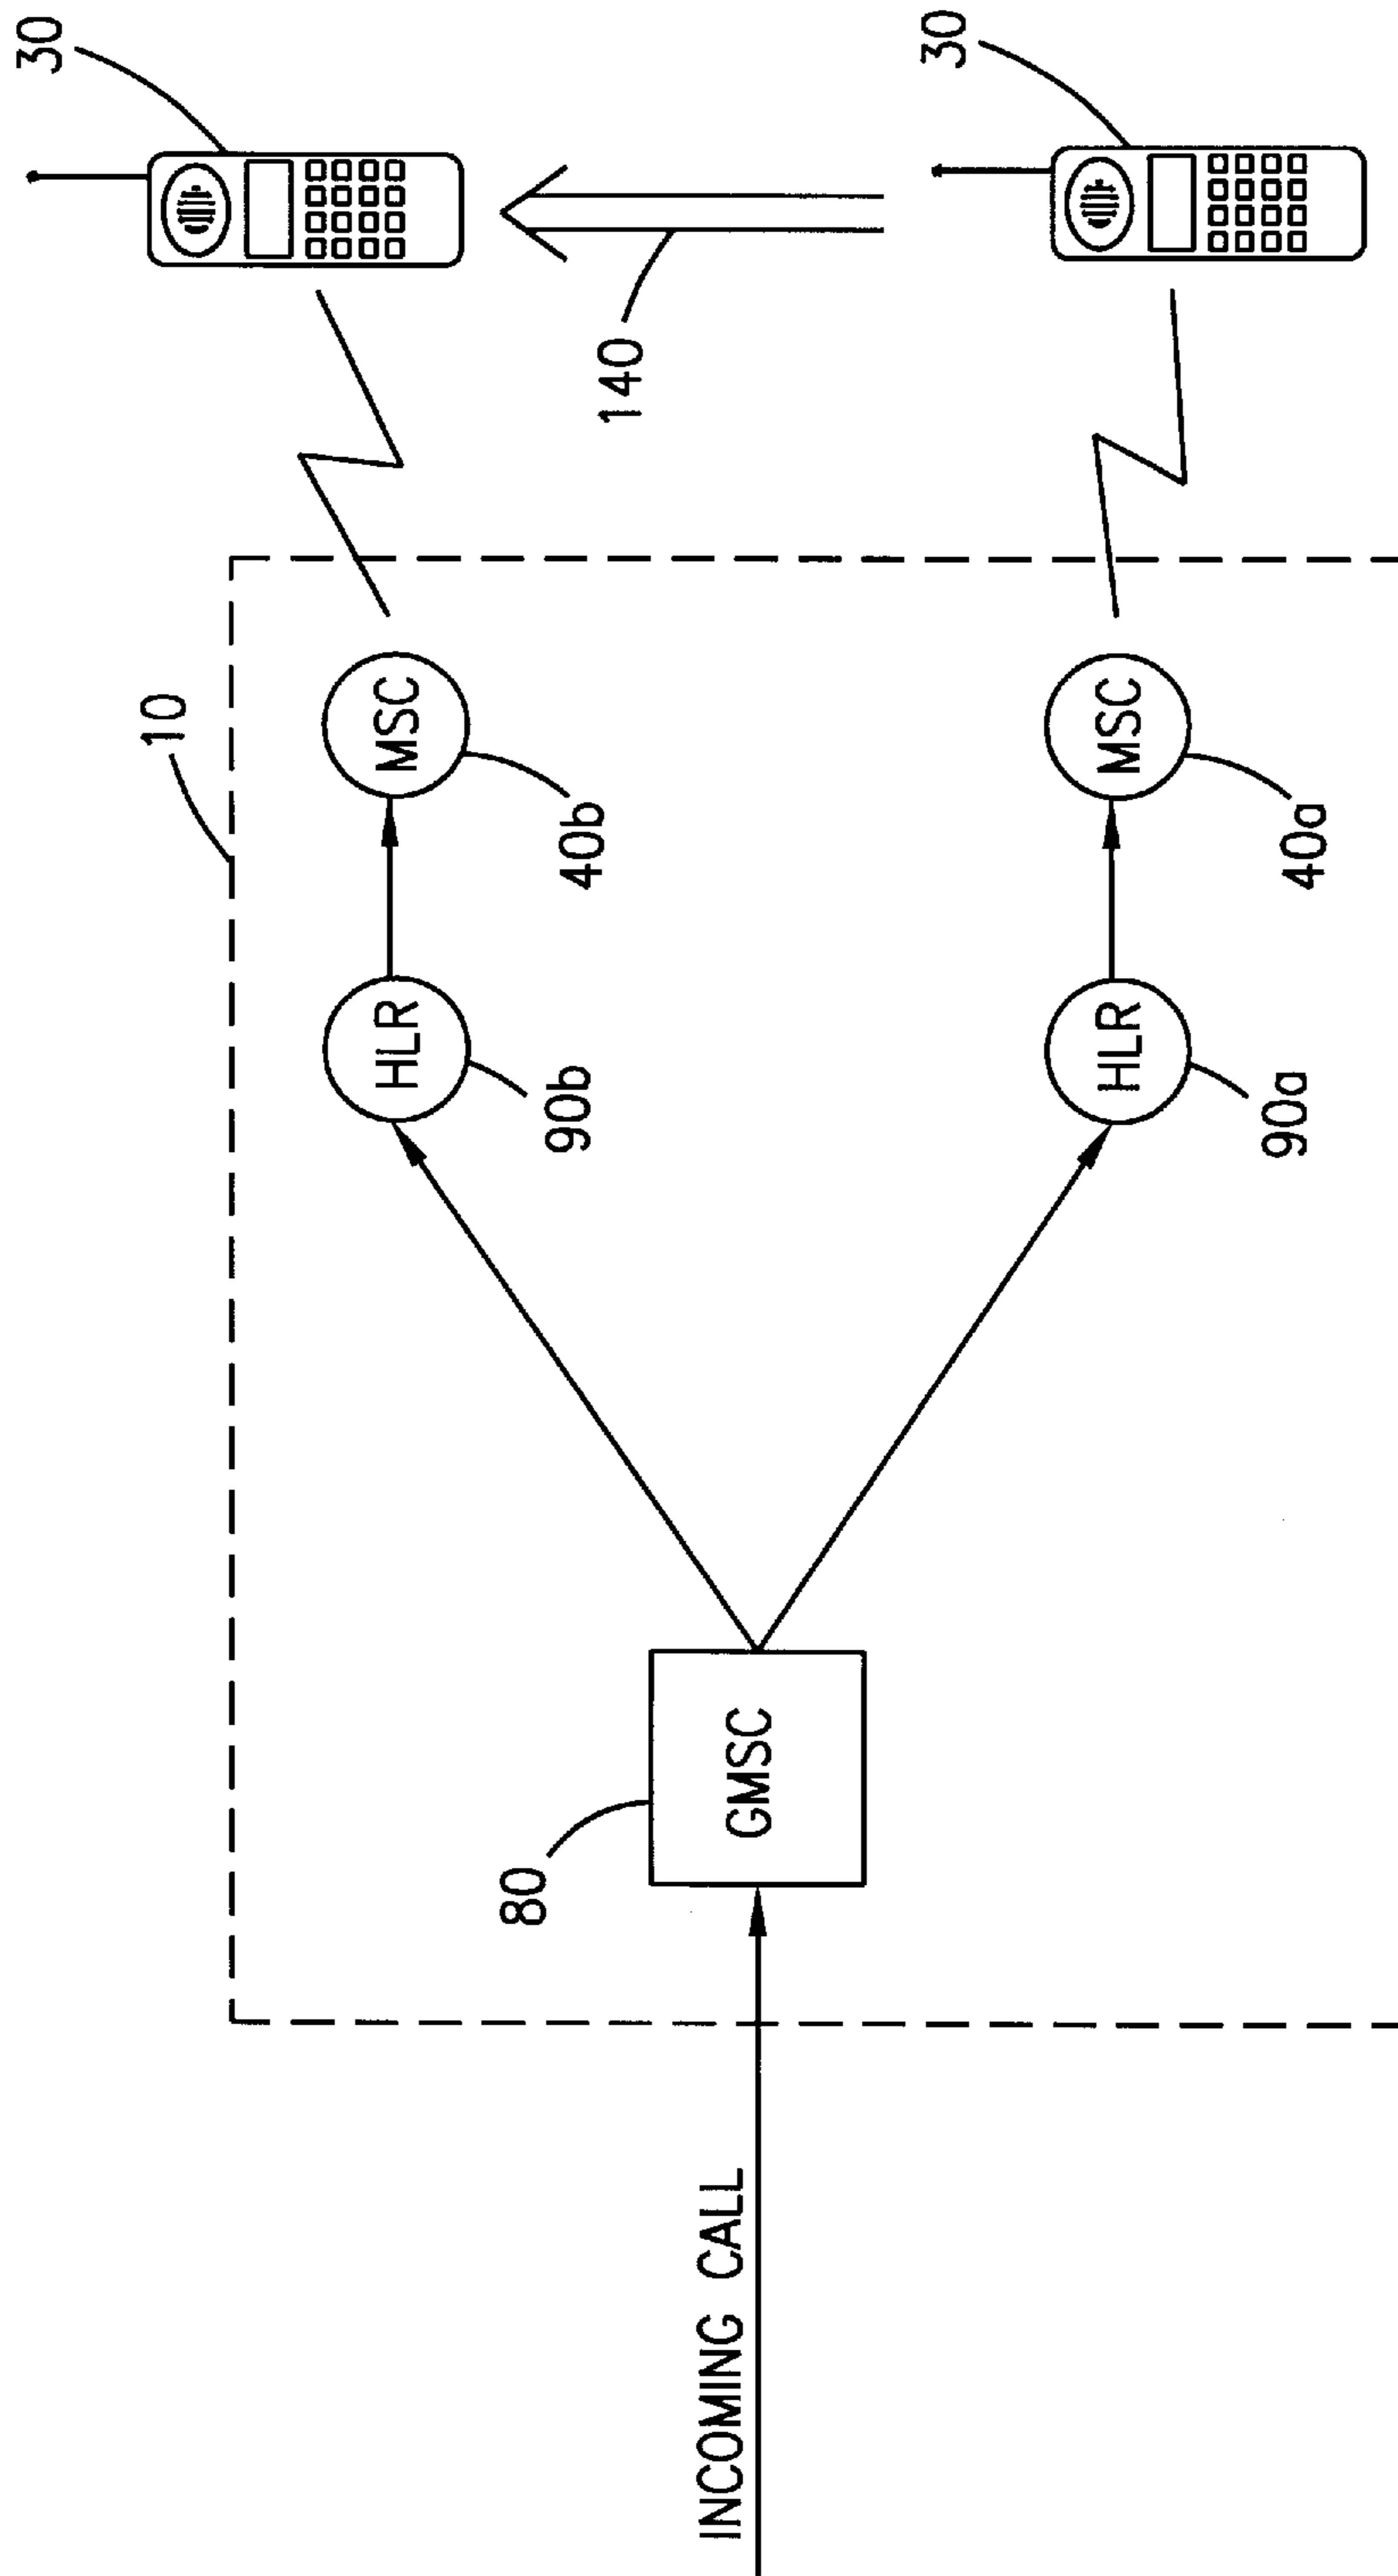 30
10
HLR
MSC
80
90b
40b
140
INCOMING CALL
GMSC
30
HLR
MSC
90a
40a